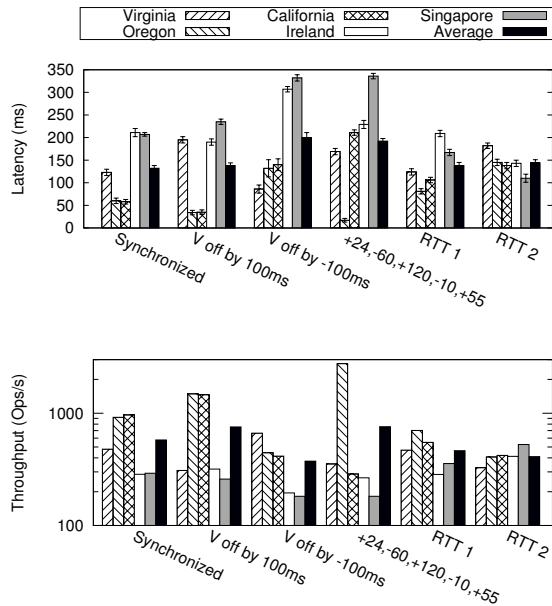 Virginia California Singapore
Oregon Ireland Average
350
300
250
200
150
100
50
0
Latency (ms)
Synchronized
V off by 100ms
V off by -100ms
+24,-60,+120,-10,+55
RTT 1
RTT 2
1000
100
Throughput (Ops/s)
Synchronized
V off by 100ms
V off by -100ms
+24,-60,+120,-10,+55
RTT 1
RTT 2